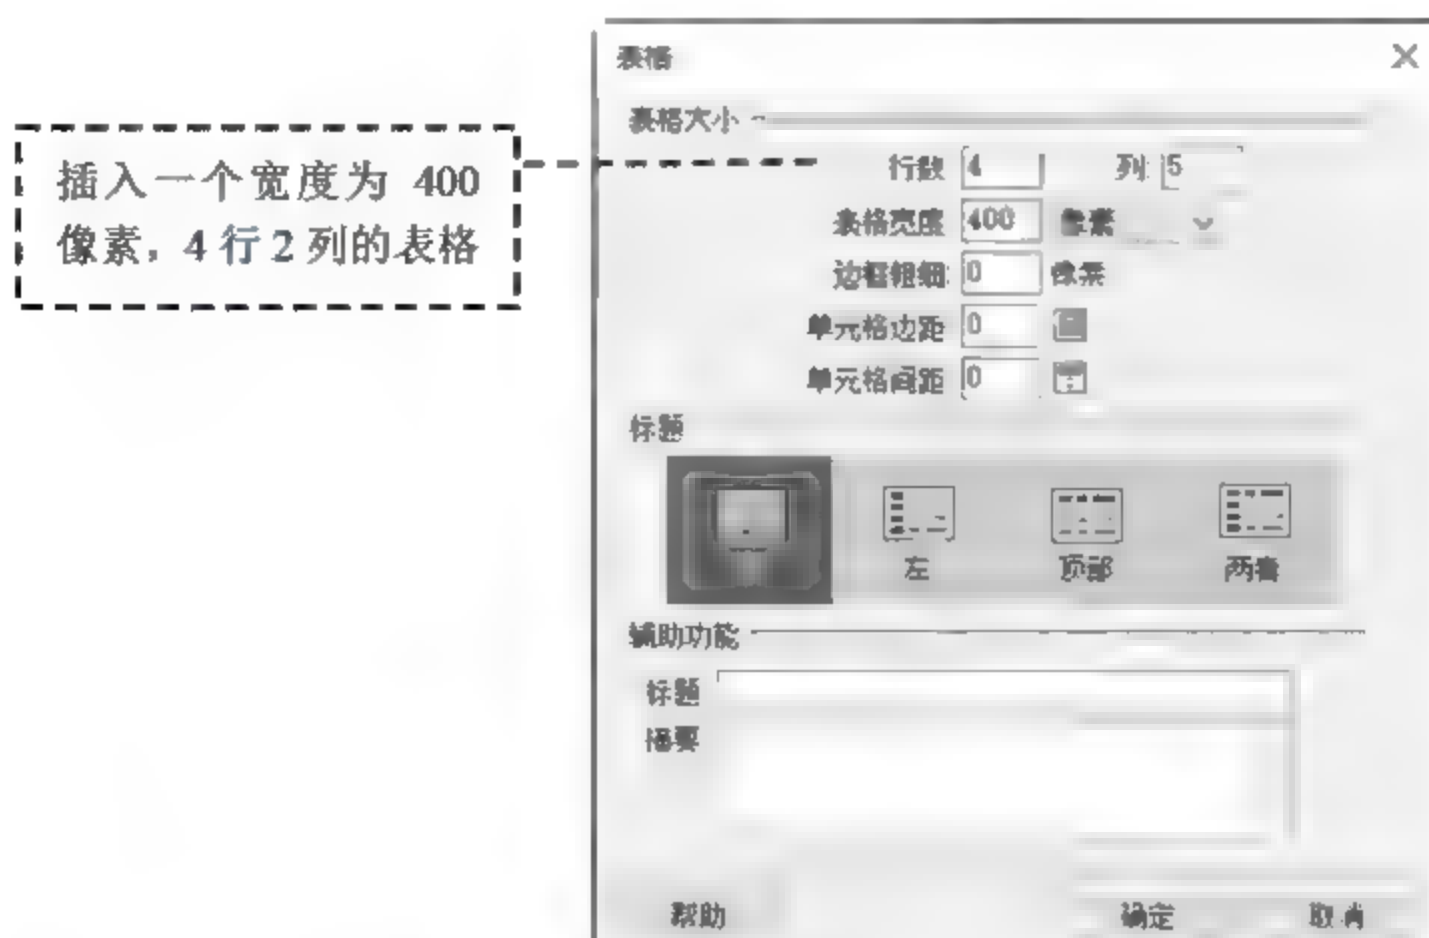 插入一个宽度为 400
像素，4 行 2 列的表格
表格
表格大小
行数 4 列: 5
表格宽度 400 像素
边框粗细: 0 像素
单元格边距 0
单元格间距 0
标题
左 顶部 两者
辅助功能
标题
摘要
帮助 确定 取消